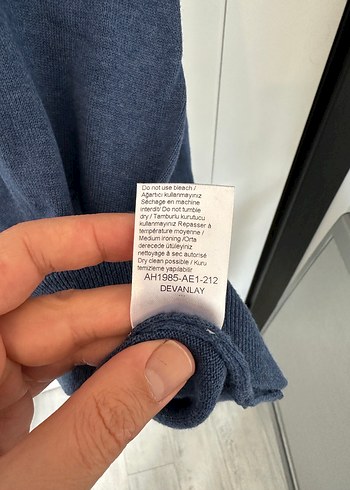 Do not use bleach /
Ağartıcı kullanmayınız
Séchage en machine
interdit/ Do not tumble
dry / Tamburlu kurutucu
kullanmayınız Repasser à
température moyenne /
Medium ironing /Orta
derecede ütüleyiniz
nettoyage à sec autorisé
Dry clean possible / Kuru
temizleme yapılabilir
AH1985-AE1-212
DEVANLAY